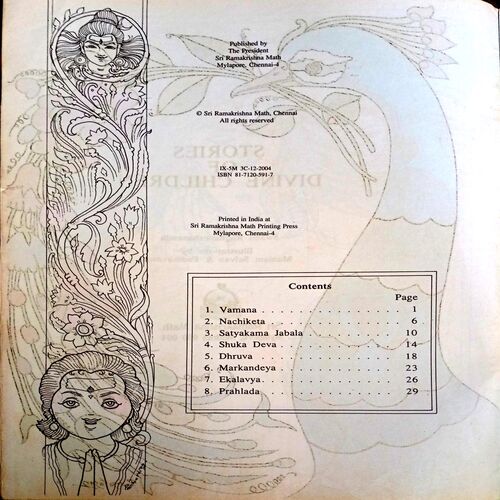 Published by
The President
Sri Ramakrishna Math
Mylapore, Chennai-4
© Sri Ramakrishna Math, Chennai
All rights reserved
IX-5M 3C-12-2004
ISBN 81-7120-591-7
Printed in India at
Sri Ramakrishna Math Printing Press
Mylapore, Chennai-4
Contents
Page
1. Vamana . . . . . . . . . . . . . . . 1
2. Nachiketa . . . . . . . . . . . . . . 6
3. Satyakama Jabala . . . . . . . . . . 10
4. Shuka Deva . . . . . . . . . . . . . 14
5. Dhruva . . . . . . . . . . . . . . . 18
6. Markandeya . . . . . . . . . . . . . 23
7. Ekalavya. . . . . . . . . . . . . . . 26
8. Prahlada . . . . . . . . . . . . . . 29
STORIES
DIVINE CHILDR